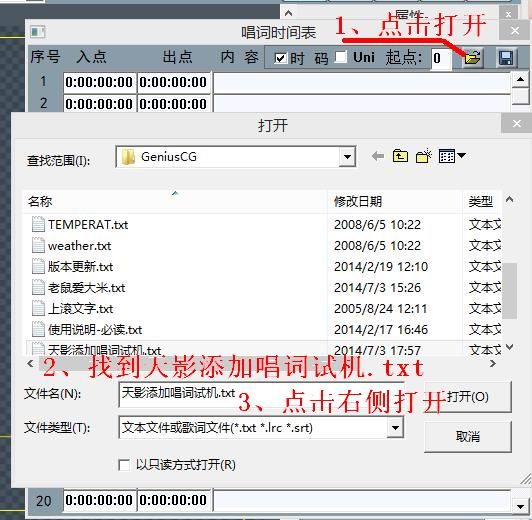 属性
唱词时间表
1、点击打开
序号 入点 出点 内 容 时 码 Uni 起点: 0
1 0:00:00:00 0:00:00:00
2 0:00:00:00 0:00:00:00
打开
查找范围(I): GeniusCG
名称 修改日期 类型
TEMPERAT.txt 2008/6/5 10:22 文本文
weather.txt 2008/6/5 10:22 文本文
版本更新.txt 2014/2/19 12:10 文本文
老鼠爱大米.txt 2014/7/3 15:26 文本文
上滚文字.txt 2005/8/24 12:11 文本文
使用说明-必读.txt 2014/2/17 16:46 文本文
天影添加唱词试机.txt 2014/7/3 17:57 文本文
2、找到天影添加唱词试机.txt
文件名(N): 天影添加唱词试机.txt 打开(O)
3、点击右侧打开
文件类型(T): 文本文件或歌词文件(*.txt *.lrc *.srt) 取消
以只读方式打开(R)
20 0:00:00:00 0:00:00:00